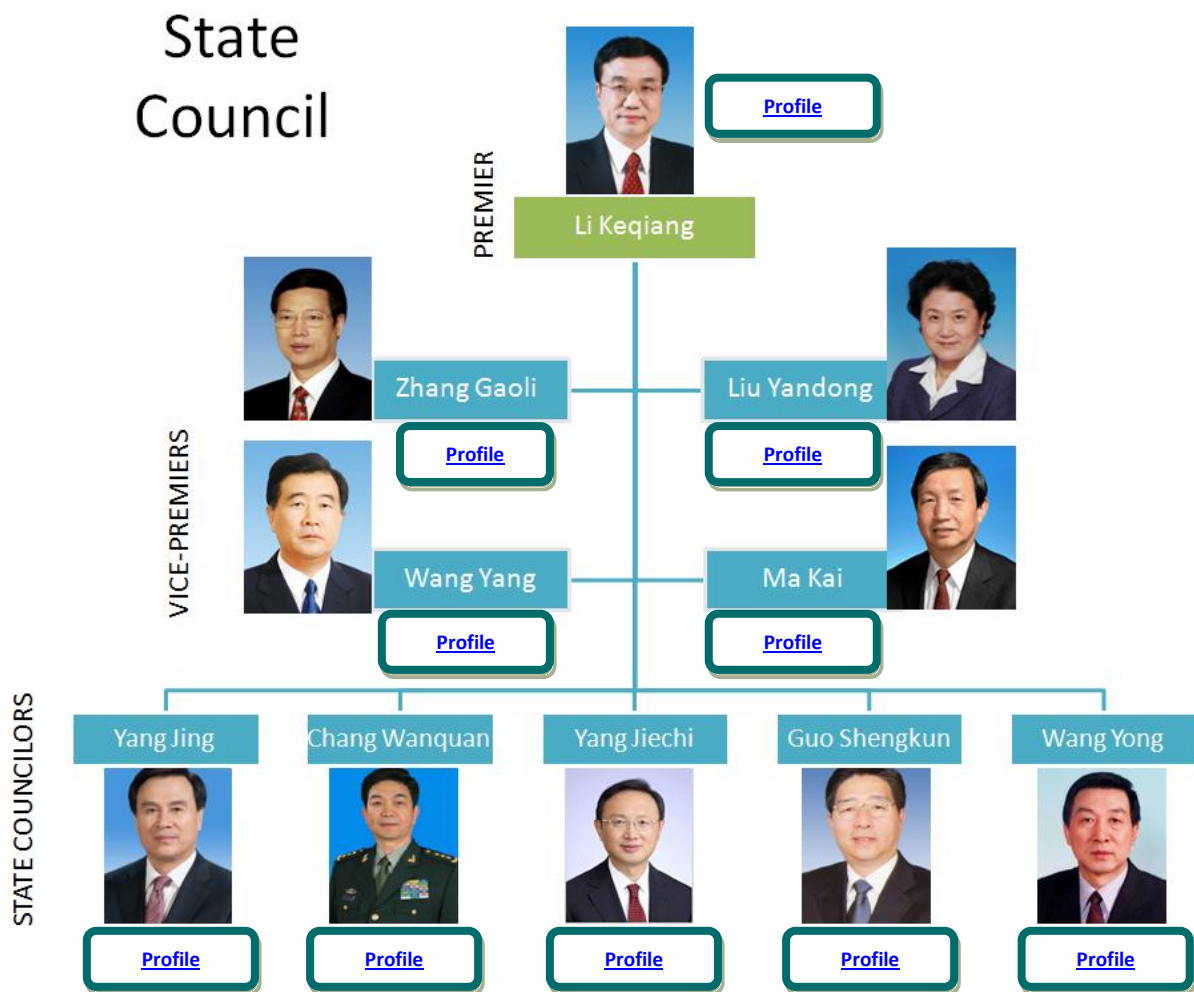 State
Council
Profile
PREMIER
Li Keqiang
Zhang Gaoli
Liu Yandong
Profile
Profile
VICE-PREMIERS
Wang Yang
Ma Kai
Profile
Profile
STATE COUNCILORS
Yang Jing
Chang Wanquan
Yang Jiechi
Guo Shengkun
Wang Yong
Profile
Profile
Profile
Profile
Profile